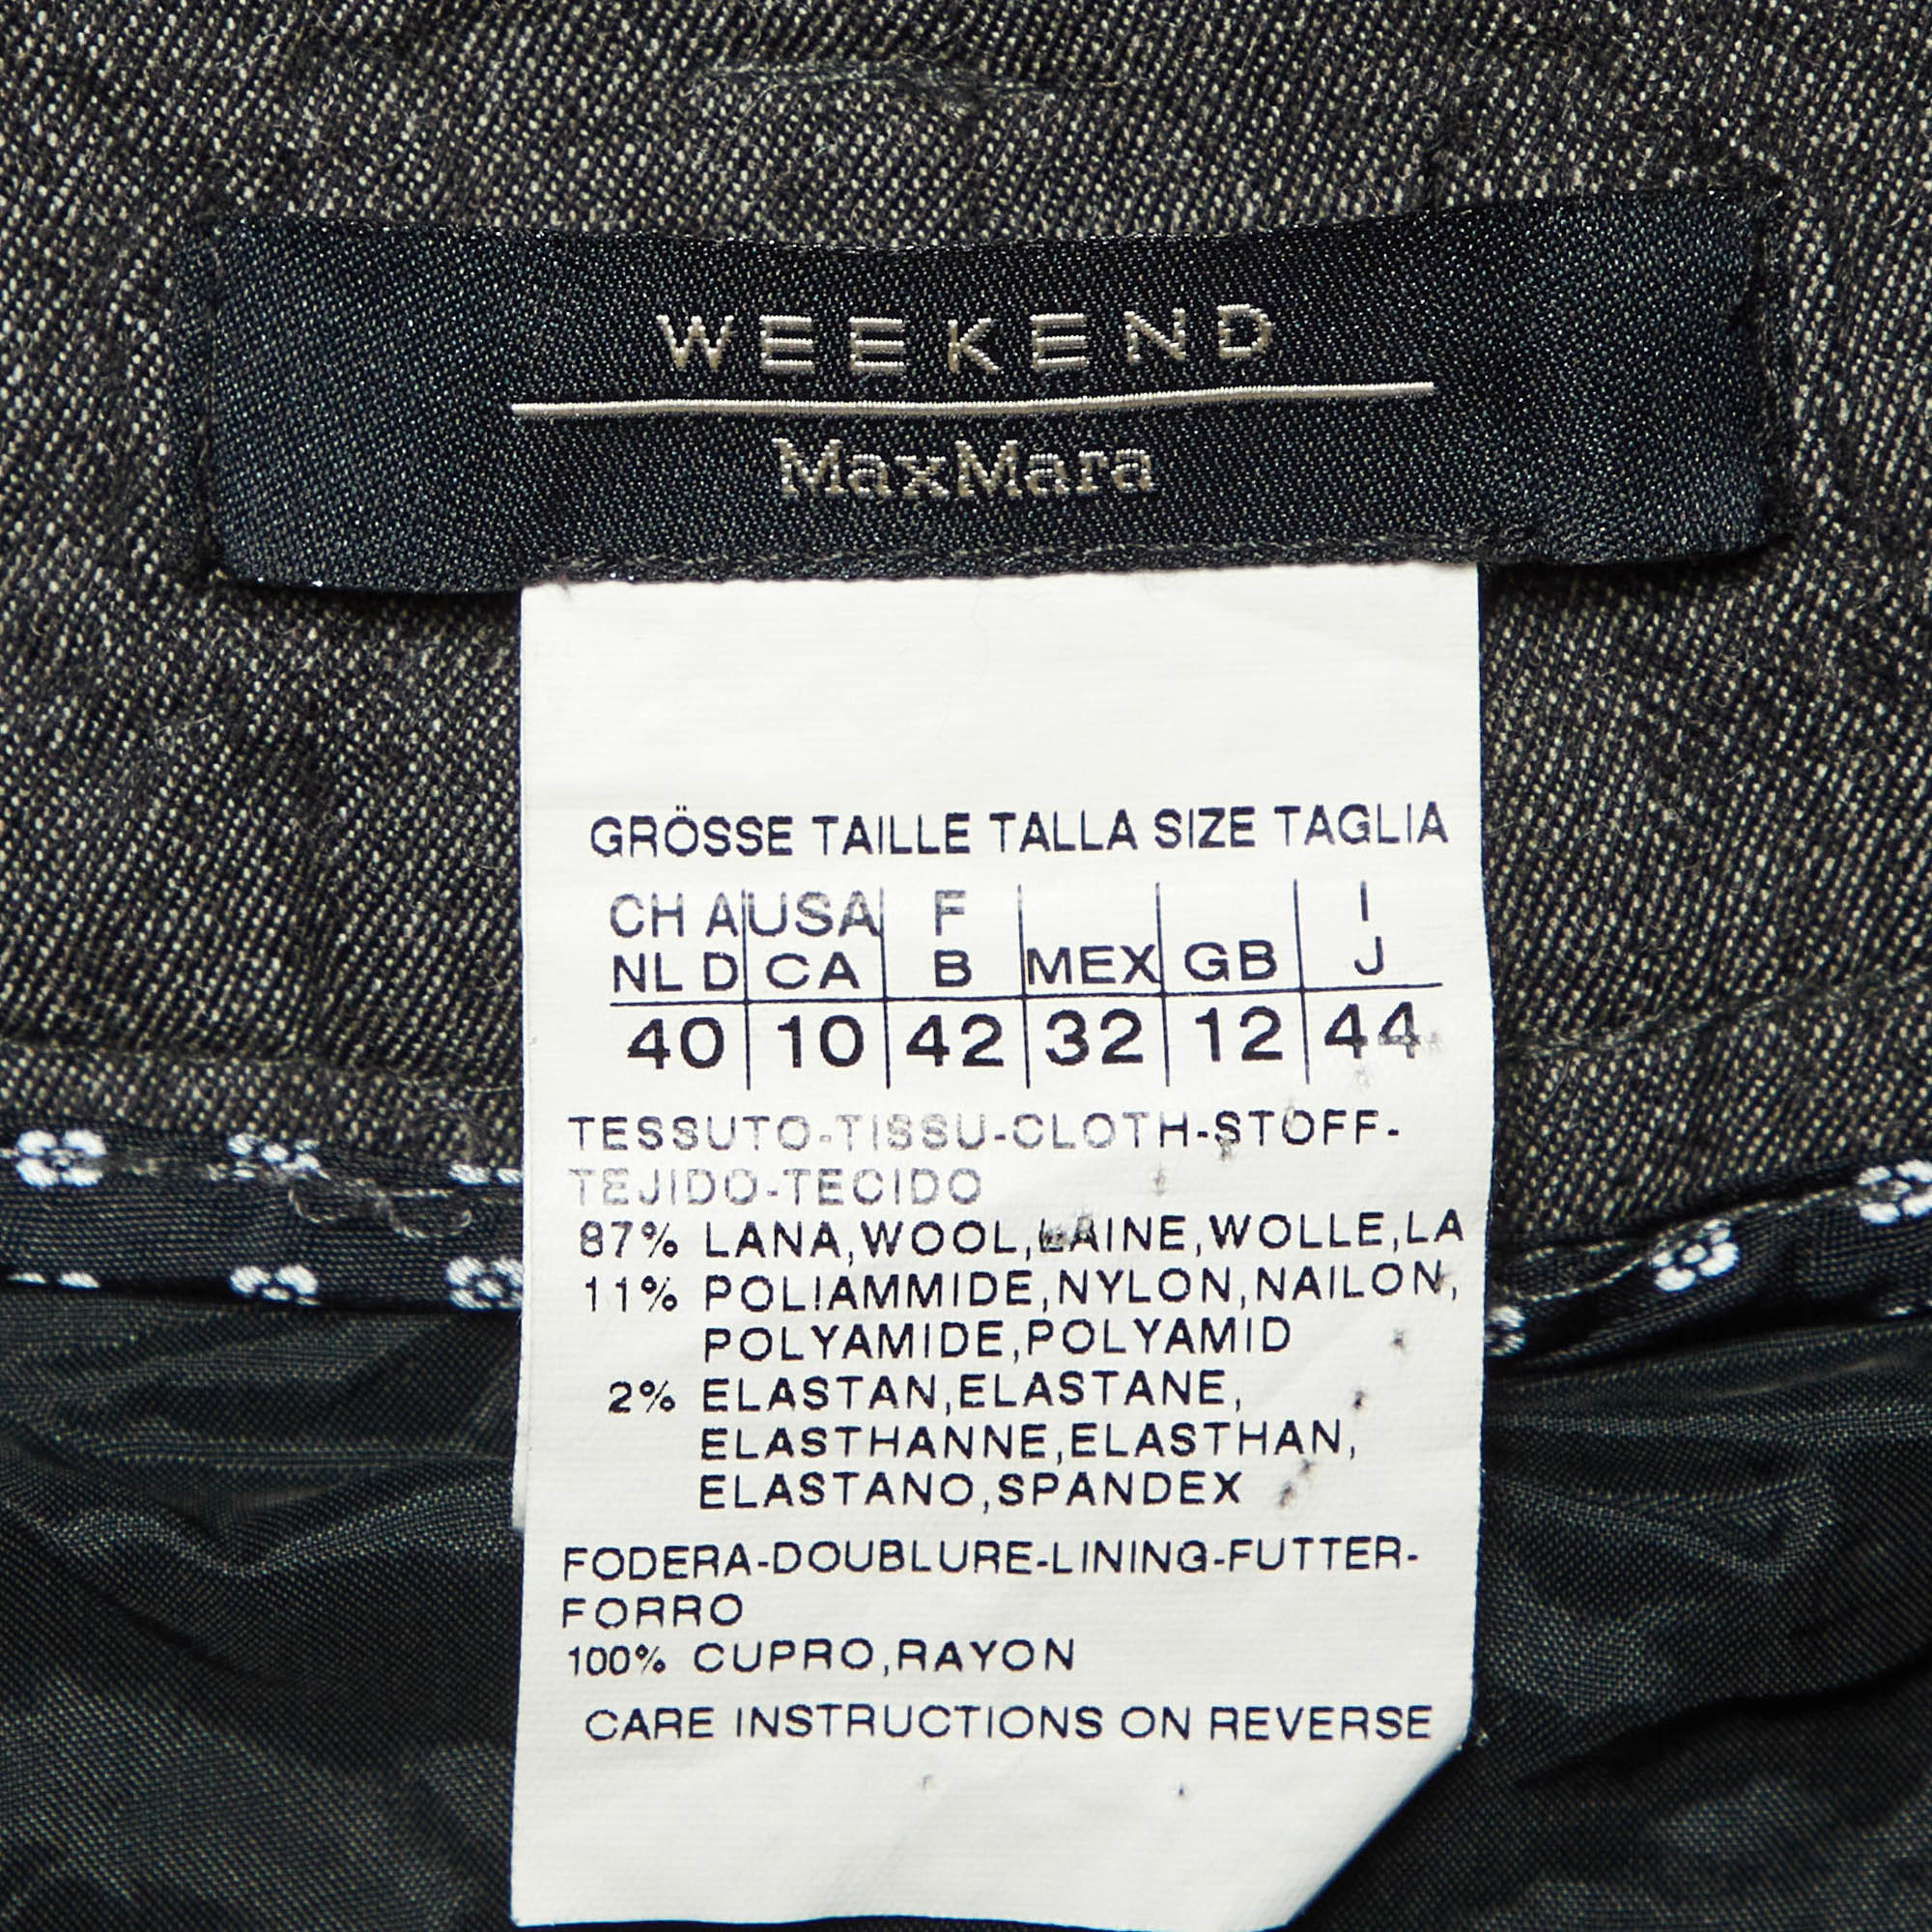 WEEKEND
MaxMara
GRÖSSE TAILLE TALLA SIZE TAGLIA
CH A USA F I
NL D CA B MEX GB J
40 10 42 32 12 44
TESSUTO-TISSU-CLOTH-STOFF-
TEJIDO-TECIDO
87% LANA,WOOL,LAINE,WOLLE,LA
11% POLIAMMIDE,NYLON,NAILON,
POLYAMIDE,POLYAMID
2% ELASTAN,ELASTANE,
ELASTHANNE,ELASTHAN,
ELASTANO,SPANDEX
FODERA-DOUBLURE-LINING-FUTTER-
FORRO
100% CUPRO,RAYON
CARE INSTRUCTIONS ON REVERSE